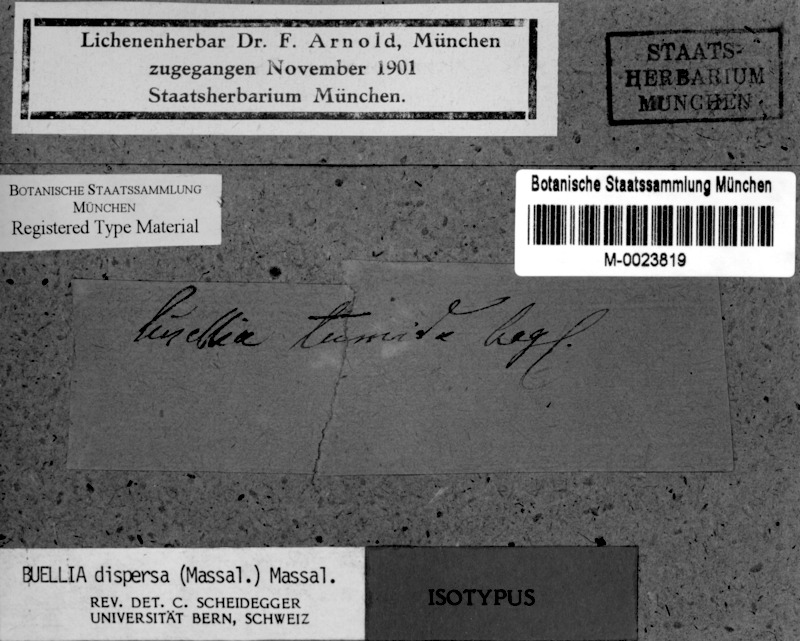 Lichenenherbar Dr. F. Arnold, München
zugegangen November 1901
Staatsherbarium München.
STAATS-
HERBARIUM
MÜNCHEN
BOTANISCHE STAATSSAMMLUNG
MÜNCHEN
Registered Type Material
Botanische Staatssammlung München
M-0023819
Buellia tumida Bagl.
BUELLIA dispersa (Massal.) Massal.
REV. DET. C. SCHEIDEGGER
UNIVERSITÄT BERN, SCHWEIZ
ISOTYPUS